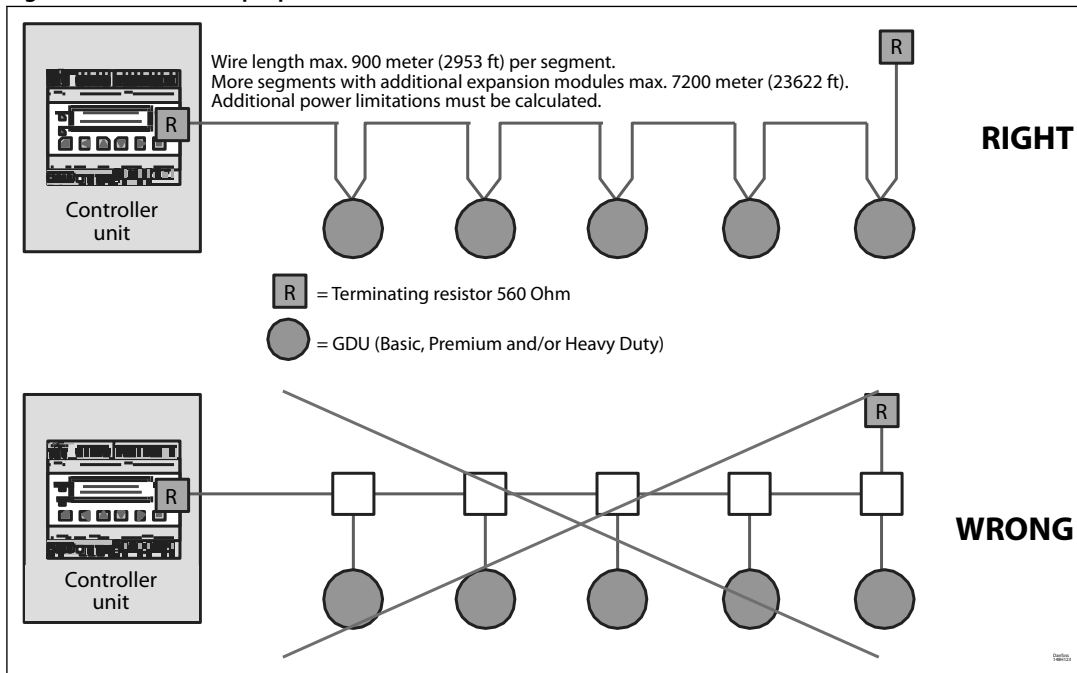 Wire length max. 900 meter (2953 ft) per segment.
More segments with additional expansion modules max. 7200 meter (23622 ft).
Additional power limitations must be calculated.
R
R
RIGHT
Controller
unit
R = Terminating resistor 560 Ohm
= GDU (Basic, Premium and/or Heavy Duty)
R
R
WRONG
Controller
unit
Danfoss